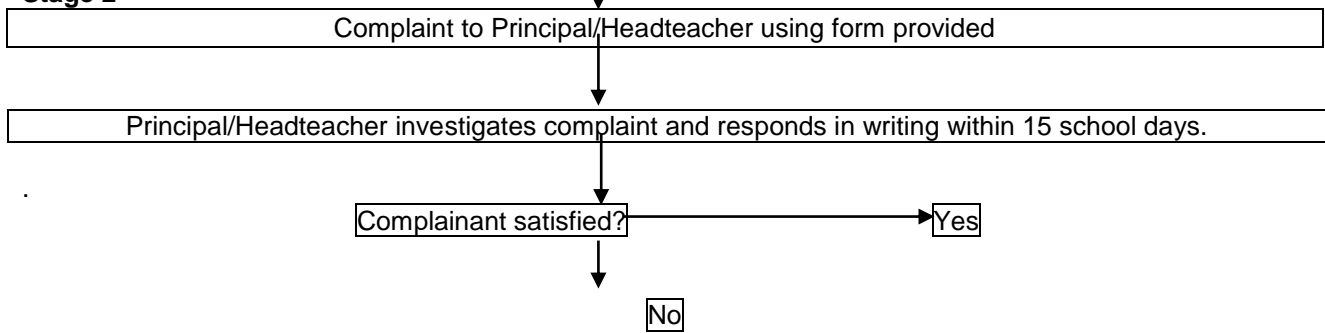 Stage 2
Complaint to Principal/Headteacher using form provided
Principal/Headteacher investigates complaint and responds in writing within 15 school days.
.
Complainant satisfied?
Yes
No